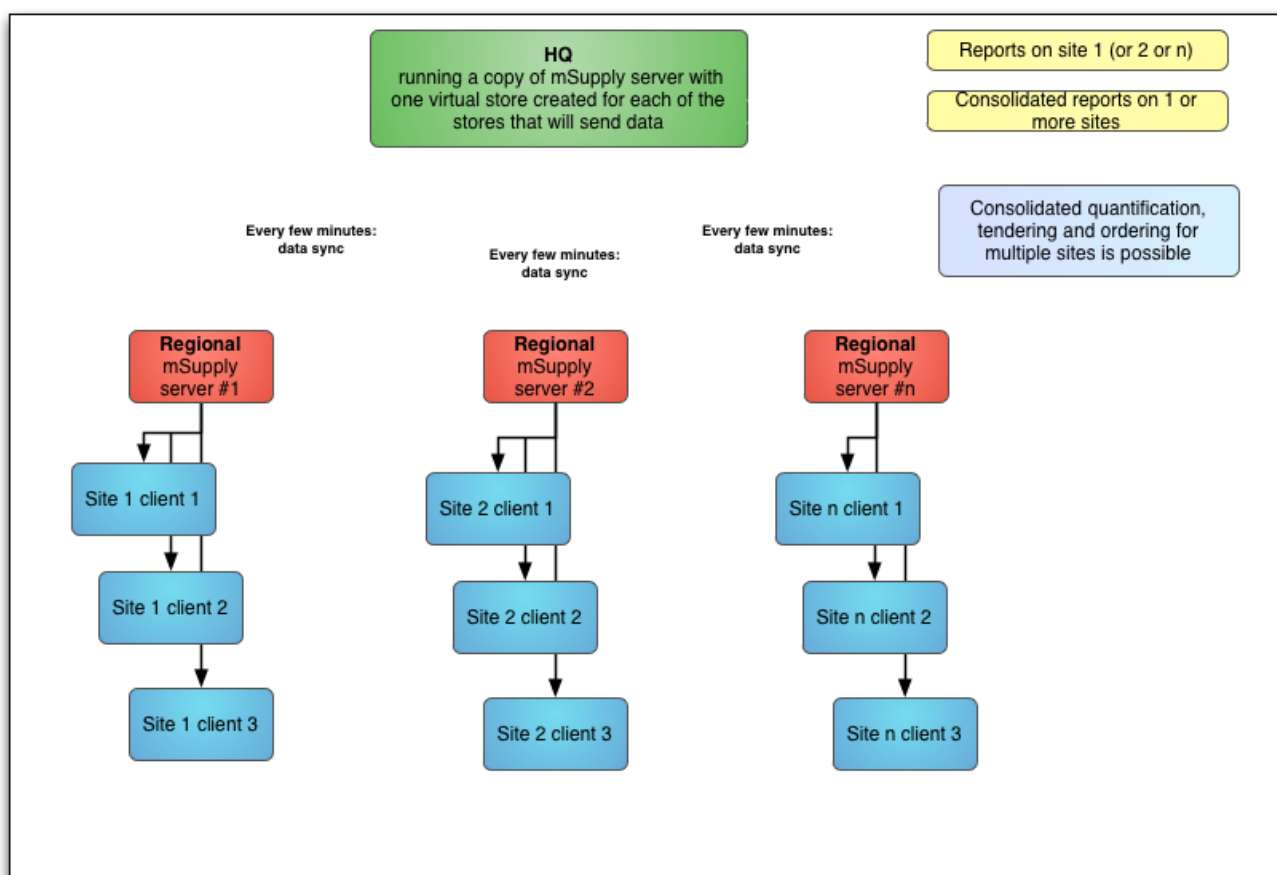 HQ
running a copy of mSupply server with
one virtual store created for each of the
stores that will send data
Reports on site 1 (or 2 or n)
Consolidated reports on 1 or
more sites
Consolidated quantification,
tendering and ordering for
multiple sites is possible
Every few minutes:
data sync
Every few minutes:
data sync
Every few minutes:
data sync
Regional
mSupply
server #1
Regional
mSupply
server #2
Regional
mSupply
server #n
Site 1 client 1
Site 2 client 1
Site n client 1
Site 1 client 2
Site 2 client 2
Site n client 2
Site 1 client 3
Site 2 client 3
Site n client 3